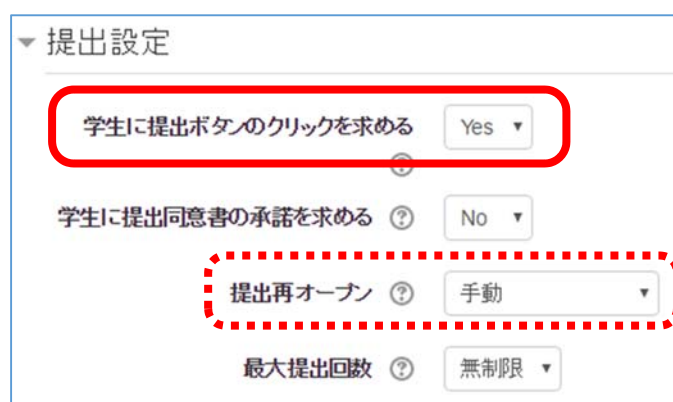 提出設定
学生に提出ボタンのクリックを求める Yes
学生に提出同意書の承諾を求める No
提出再オープン 手動
最大提出回数 無制限